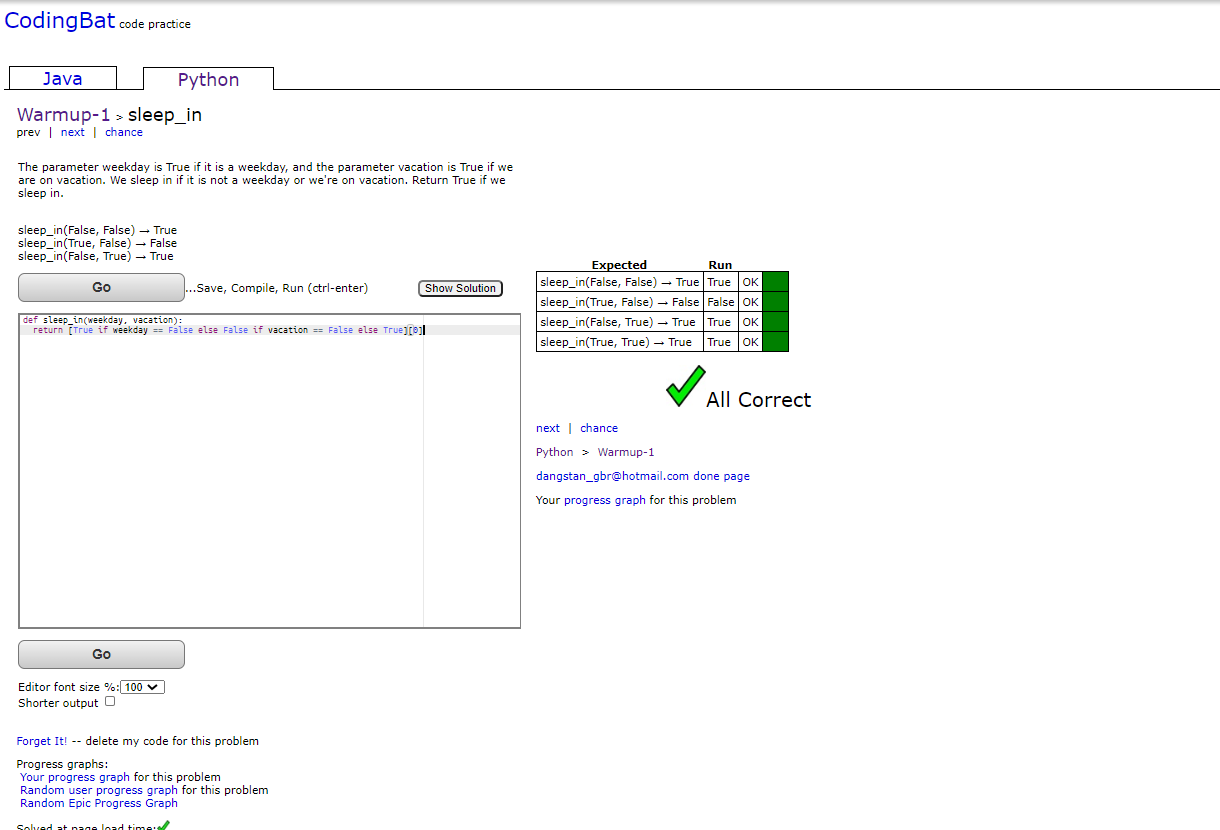 CodingBat code practice
Java
Python
Warmup-1 > sleep_in
prev | next | chance
The parameter weekday is True if it is a weekday, and the parameter vacation is True if we
are on vacation. We sleep in if it is not a weekday or we're on vacation. Return True if we
sleep in.
sleep_in(False, False) → True
sleep_in(True, False) → False
sleep_in(False, True) → True
Go
...Save, Compile, Run (ctrl-enter)
Show Solution
def sleep_in(weekday, vacation):
  return [True if weekday == False else False if vacation == False else True][0]
Go
Editor font size %: 100
Shorter output
Forget It! -- delete my code for this problem
Progress graphs:
Your progress graph for this problem
Random user progress graph for this problem
Random Epic Progress Graph
Solved at page load time:
Expected Run
sleep_in(False, False) → True True OK
sleep_in(True, False) → False False OK
sleep_in(False, True) → True True OK
sleep_in(True, True) → True True OK
All Correct
next | chance
Python > Warmup-1
dangstan_gbr@hotmail.com done page
Your progress graph for this problem